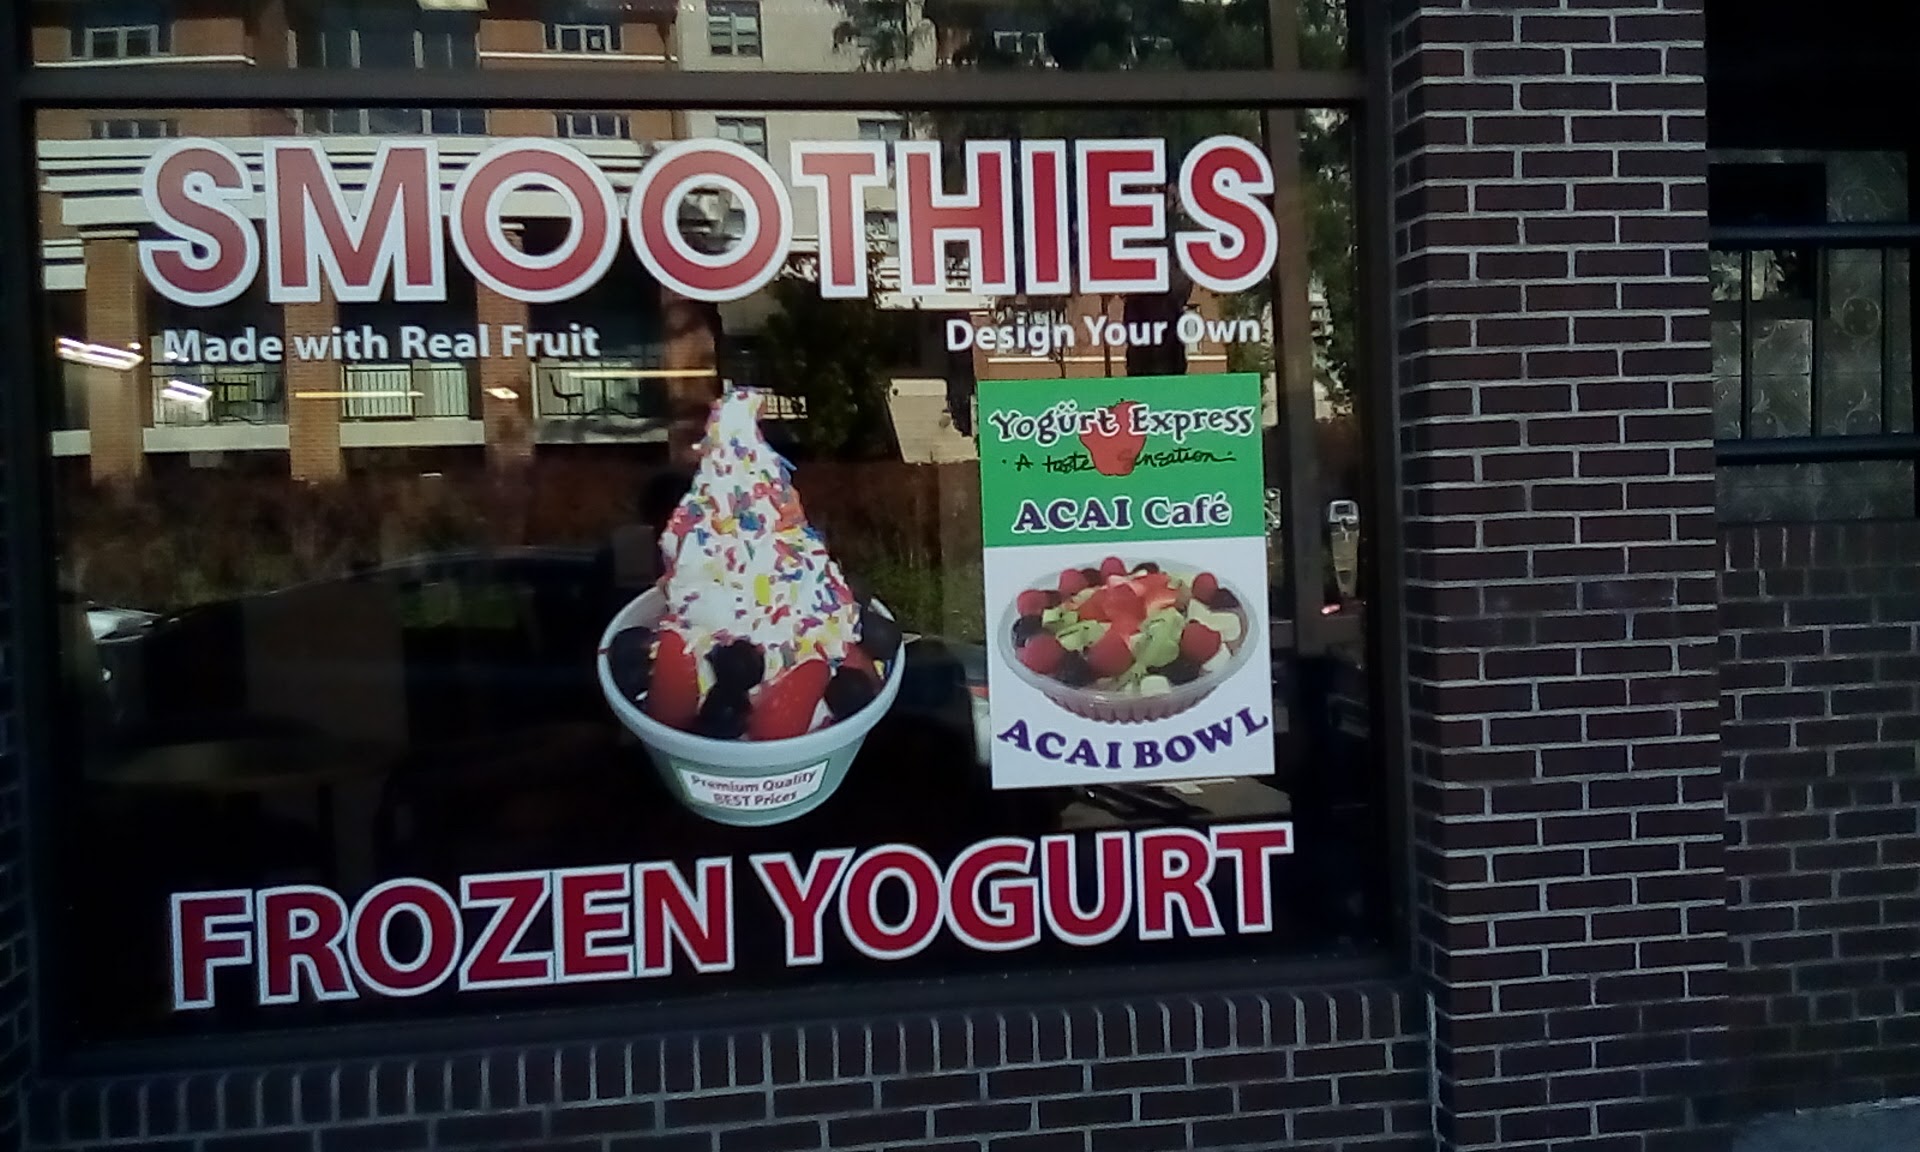 SMOOTHIES
Made with Real Fruit
Design Your Own
Yogürt Express
· A taste Sensation ·
ACAI Café
ACAI BOWL
Premium Quality
BEST Prices
FROZEN YOGURT